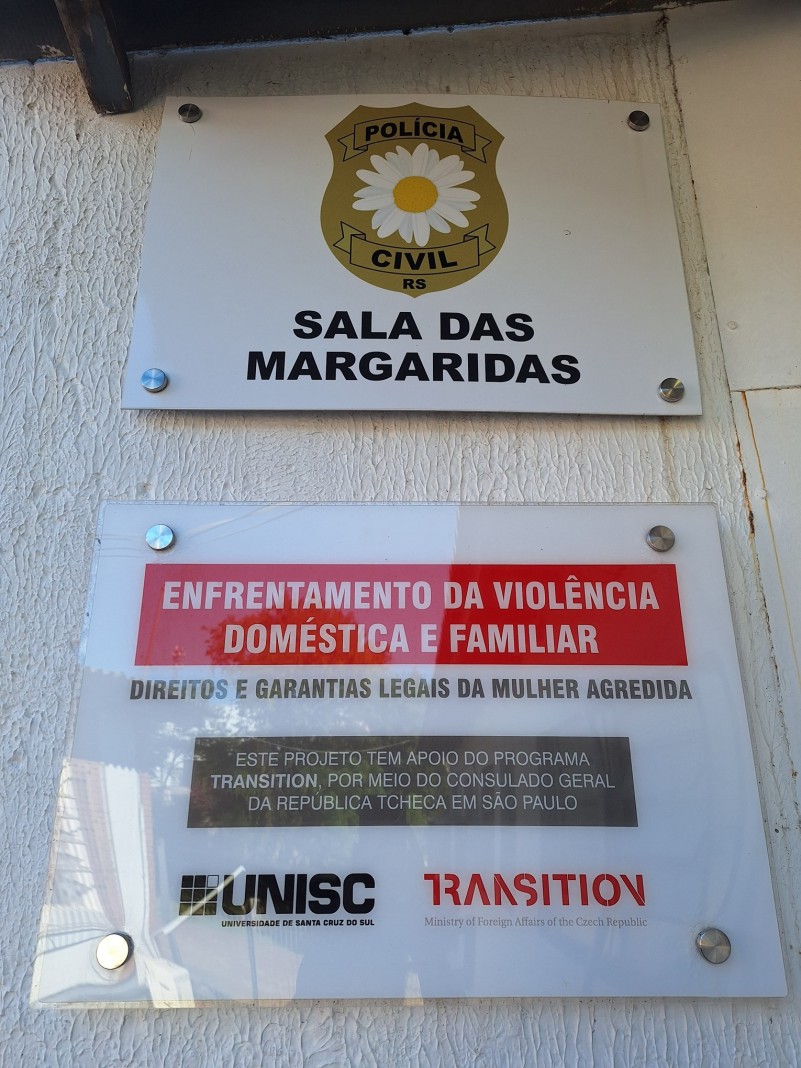 POLÍCIA
CIVIL
RS
SALA DAS
MARGARIDAS
ENFRENTAMENTO DA VIOLÊNCIA
DOMÉSTICA E FAMILIAR
DIREITOS E GARANTIAS LEGAIS DA MULHER AGREDIDA
ESTE PROJETO TEM APOIO DO PROGRAMA
TRANSITION, POR MEIO DO CONSULADO GERAL
DA REPÚBLICA TCHECA EM SÃO PAULO
UNISC
UNIVERSIDADE DE SANTA CRUZ DO SUL
TRANSITION
Ministry of Foreign Affairs of the Czech Republic